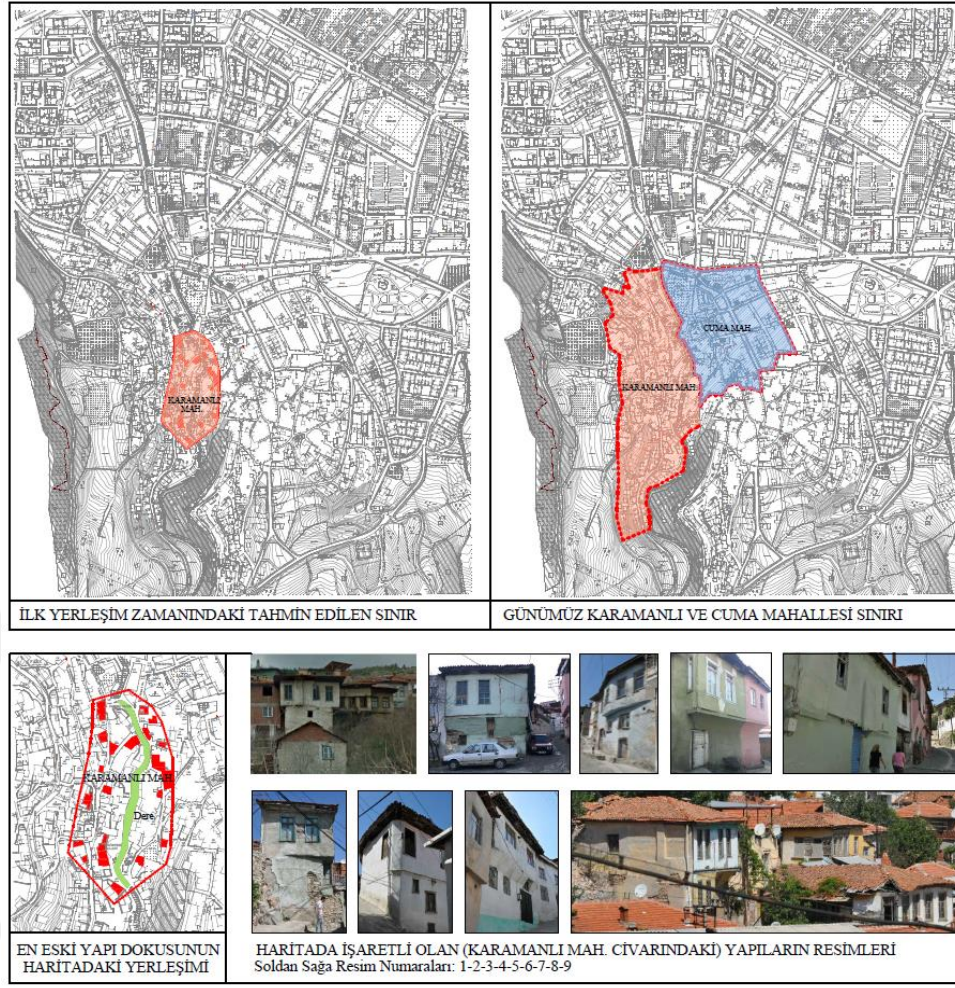 KARAMANLI
MAH.
CUMA MAH.
KARAMANLI MAH.
İLK YERLEŞİM ZAMANINDAKİ TAHMİN EDİLEN SINIR
GÜNÜMÜZ KARAMANLI VE CUMA MAHALLESİ SINIRI
KARAMANLI MAH.
Dere
EN ESKİ YAPI DOKUSUNUN
HARİTADAKİ YERLEŞİMİ
HARİTADA İŞARETLİ OLAN (KARAMANLI MAH. CİVARINDAKİ) YAPILARIN RESİMLERİ
Soldan Sağa Resim Numaraları: 1-2-3-4-5-6-7-8-9